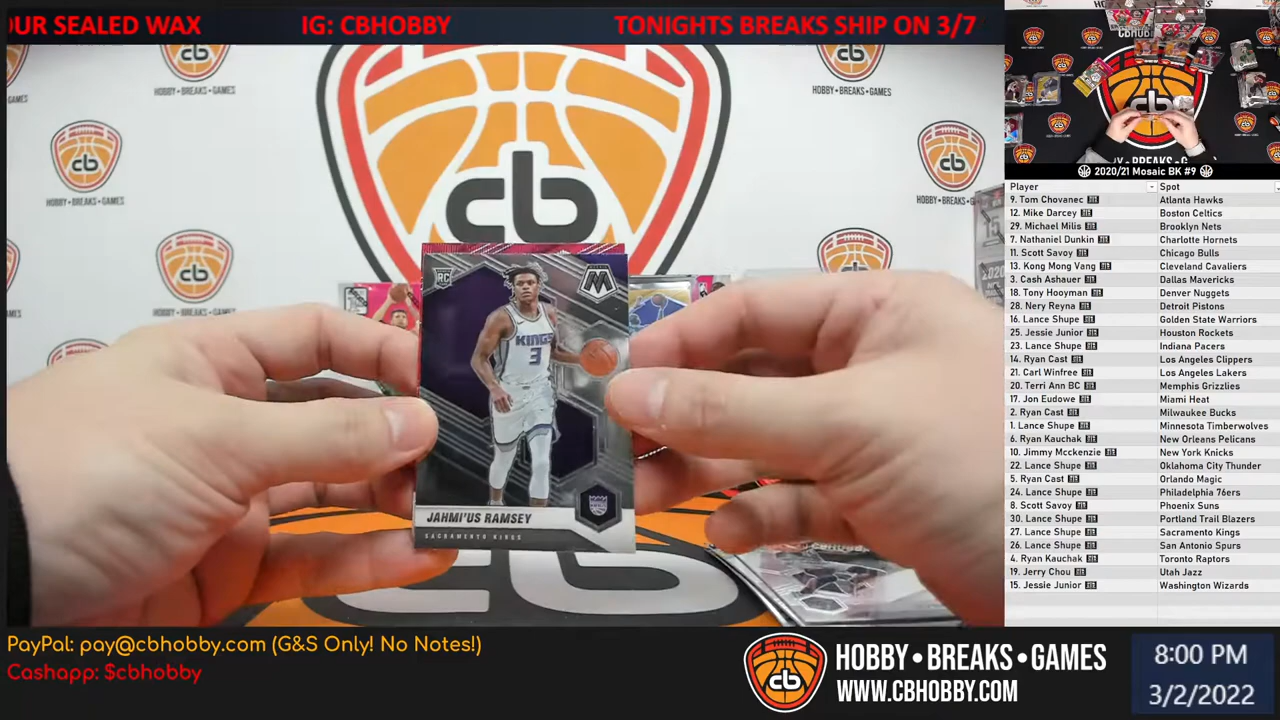 OUR SEALED WAX
IG: CBHOBBY
TONIGHTS BREAKS SHIP ON 3/7
HOBBY • BREAKS • GAMES
HOBBY • BREAKS • GAMES
HOBBY • BREAKS • GAMES
cb
RC
MOSAIC
KINGS
3
JAHMI'US RAMSEY
SACRAMENTO KINGS
2020/21 Mosaic BK #9
Player Spot
9. Tom Chovanec Atlanta Hawks
12. Mike Darcey Boston Celtics
29. Michael Milis Brooklyn Nets
7. Nathaniel Dunkin Charlotte Hornets
11. Scott Savoy Chicago Bulls
13. Kong Mong Vang Cleveland Cavaliers
3. Cash Ashauer Dallas Mavericks
18. Tony Hooyman Denver Nuggets
28. Nery Reyna Detroit Pistons
16. Lance Shupe Golden State Warriors
25. Jessie Junior Houston Rockets
23. Lance Shupe Indiana Pacers
14. Ryan Cast Los Angeles Clippers
21. Carl Winfree Los Angeles Lakers
20. Terri Ann BC Memphis Grizzlies
17. Jon Eudowe Miami Heat
2. Ryan Cast Milwaukee Bucks
1. Lance Shupe Minnesota Timberwolves
6. Ryan Kauchak New Orleans Pelicans
10. Jimmy Mcckenzie New York Knicks
22. Lance Shupe Oklahoma City Thunder
5. Ryan Cast Orlando Magic
24. Lance Shupe Philadelphia 76ers
8. Scott Savoy Phoenix Suns
30. Lance Shupe Portland Trail Blazers
27. Lance Shupe Sacramento Kings
26. Lance Shupe San Antonio Spurs
4. Ryan Kauchak Toronto Raptors
19. Jerry Chou Utah Jazz
15. Jessie Junior Washington Wizards
PayPal: pay@cbhobby.com (G&S Only! No Notes!)
Cashapp: $cbhobby
cb
HOBBY • BREAKS • GAMES
WWW.CBHOBBY.COM
8:00 PM
3/2/2022